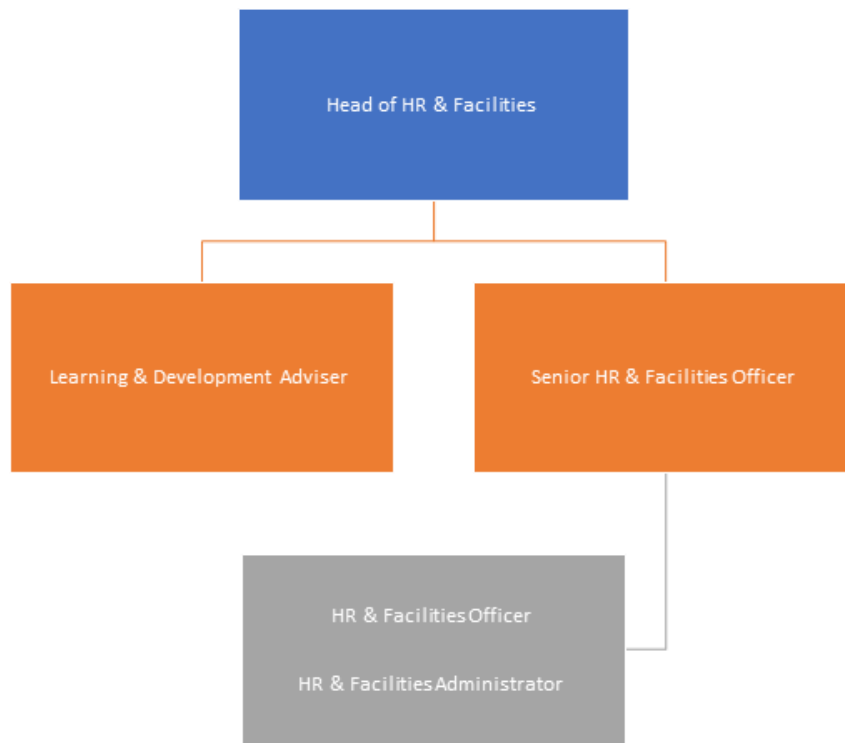 Head of HR & Facilities
Learning & Development Adviser
Senior HR & Facilities Officer
HR & Facilities Officer
HR & Facilities Administrator